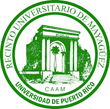 RECINTO UNIVERSITARIO DE MAYAGÜEZ
CAAM
UNIVERSIDAD DE PUERTO RICO